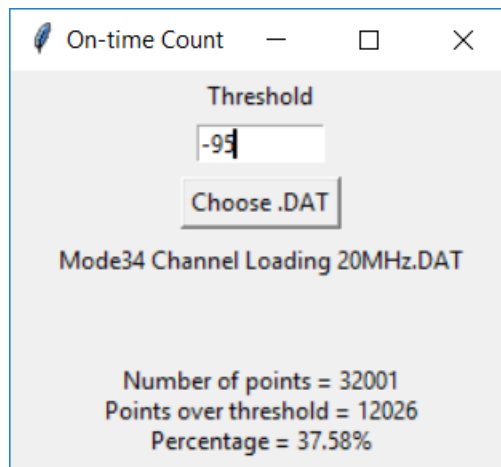 On-time Count
Threshold
-95
Choose .DAT
Mode34 Channel Loading 20MHz.DAT
Number of points = 32001
Points over threshold = 12026
Percentage = 37.58%